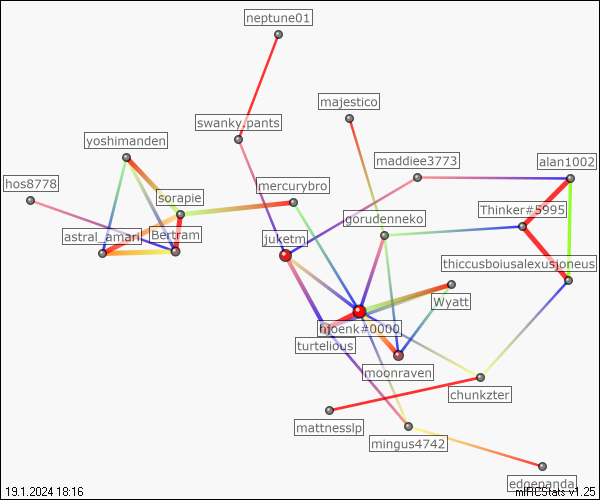 neptune01
majestico
swanky.pants
yoshimanden
maddiee3773
alan1002
hos8778
mercurybro
sorapie
Thinker#5995
gorudenneko
astral_amari
Bertram
juketm
thiccusboiusalexusjoneus
Wyatt
hjoenk#0000
turtelious
moonraven
chunkzter
mattnesslp
mingus4742
edgepanda
19.1.2024 18:16
mIRCStats v1.25